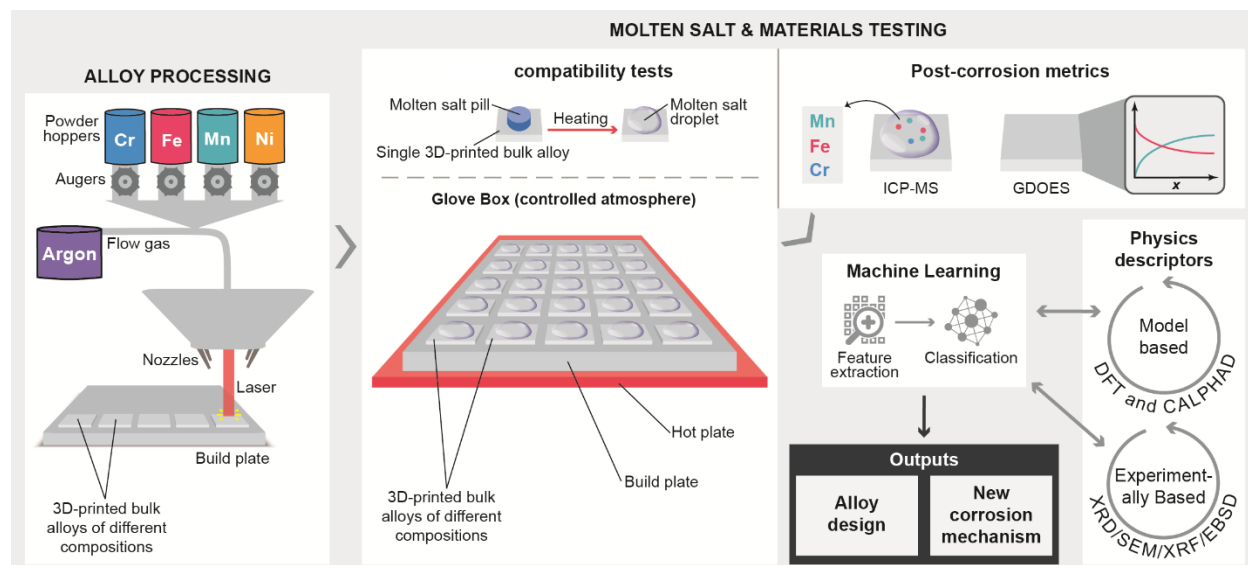 MOLTEN SALT & MATERIALS TESTING
ALLOY PROCESSING
Powder
hoppers
Cr
Fe
Mn
Ni
Augers
Argon
Flow gas
Nozzles
Laser
Build plate
3D-printed bulk
alloys of different
compositions
compatibility tests
Molten salt pill
Heating
Molten salt
droplet
Single 3D-printed bulk alloy
Glove Box (controlled atmosphere)
Hot plate
Build plate
3D-printed bulk
alloys of different
compositions
Post-corrosion metrics
Mn
Fe
Cr
ICP-MS
GDOES
x
Machine Learning
Feature
extraction
Classification
Physics
descriptors
Model
based
DFT and CALPHAD
Experiment-
ally Based
XRD/SEM/XRF/EBSD
Outputs
Alloy
design
New
corrosion
mechanism